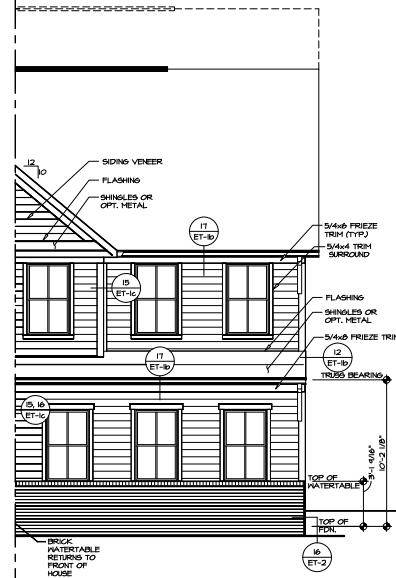 12
10
SIDING VENEER
FLASHING
SHINGLES OR
OPT. METAL
17
ET-1b
5/4x6 FRIEZE
TRIM (TYP.)
5/4x4 TRIM
SURROUND
15
ET-1c
FLASHING
SHINGLES OR
OPT. METAL
5/4x8 FRIEZE TRIM
17
ET-1b
12
ET-1b
TRUSS BEARING
15, 16
ET-1c
10'-2 1/8"
3'-1 9/16"
TOP OF
WATERTABLE
TOP OF
FDN.
BRICK
WATERTABLE
RETURNS TO
FRONT OF
HOUSE
16
ET-2